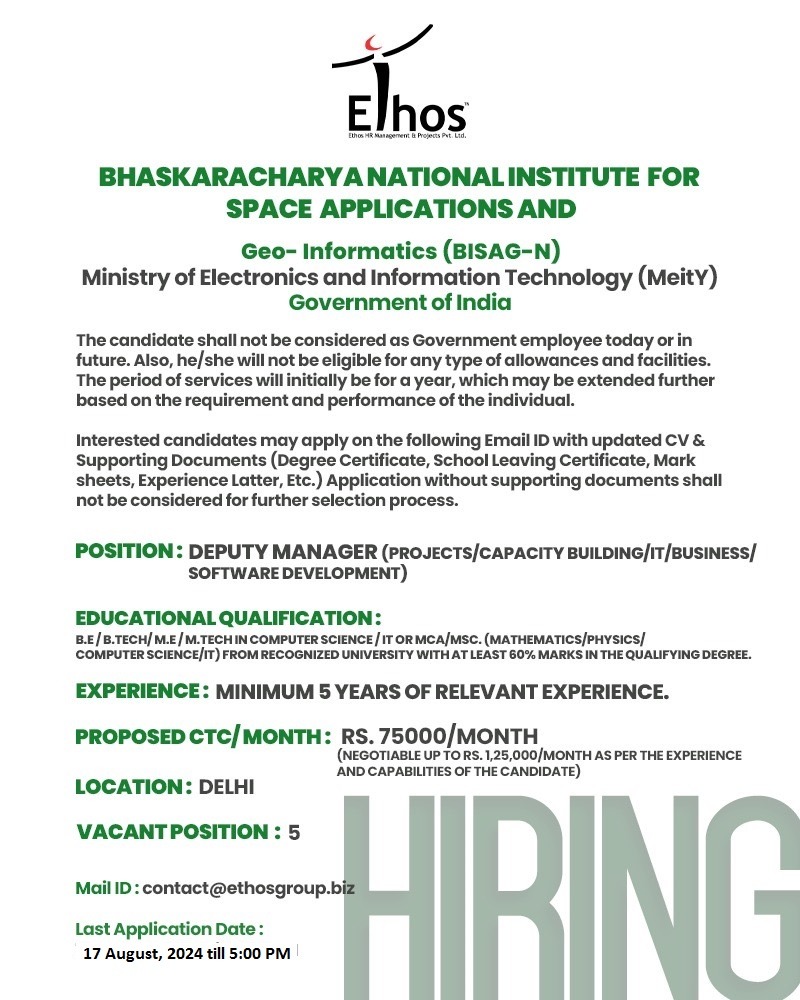 Ethos™
Ethos HR Management & Projects Pvt. Ltd.
BHASKARACHARYA NATIONAL INSTITUTE FOR
SPACE APPLICATIONS AND
Geo- Informatics (BISAG-N)
Ministry of Electronics and Information Technology (MeitY)
Government of India
The candidate shall not be considered as Government employee today or in
future. Also, he/she will not be eligible for any type of allowances and facilities.
The period of services will initially be for a year, which may be extended further
based on the requirement and performance of the individual.
Interested candidates may apply on the following Email ID with updated CV &
Supporting Documents (Degree Certificate, School Leaving Certificate, Mark
sheets, Experience Latter, Etc.) Application without supporting documents shall
not be considered for further selection process.
POSITION : DEPUTY MANAGER (PROJECTS/CAPACITY BUILDING/IT/BUSINESS/
SOFTWARE DEVELOPMENT)
EDUCATIONAL QUALIFICATION :
B.E / B.TECH/ M.E / M.TECH IN COMPUTER SCIENCE / IT OR MCA/MSC. (MATHEMATICS/PHYSICS/
COMPUTER SCIENCE/IT) FROM RECOGNIZED UNIVERSITY WITH AT LEAST 60% MARKS IN THE QUALIFYING DEGREE.
EXPERIENCE : MINIMUM 5 YEARS OF RELEVANT EXPERIENCE.
PROPOSED CTC/ MONTH : RS. 75000/MONTH
(NEGOTIABLE UP TO RS. 1,25,000/MONTH AS PER THE EXPERIENCE
AND CAPABILITIES OF THE CANDIDATE)
LOCATION : DELHI
VACANT POSITION : 5
Mail ID : contact@ethosgroup.biz
Last Application Date :
17 August, 2024 till 5:00 PM
HIRING